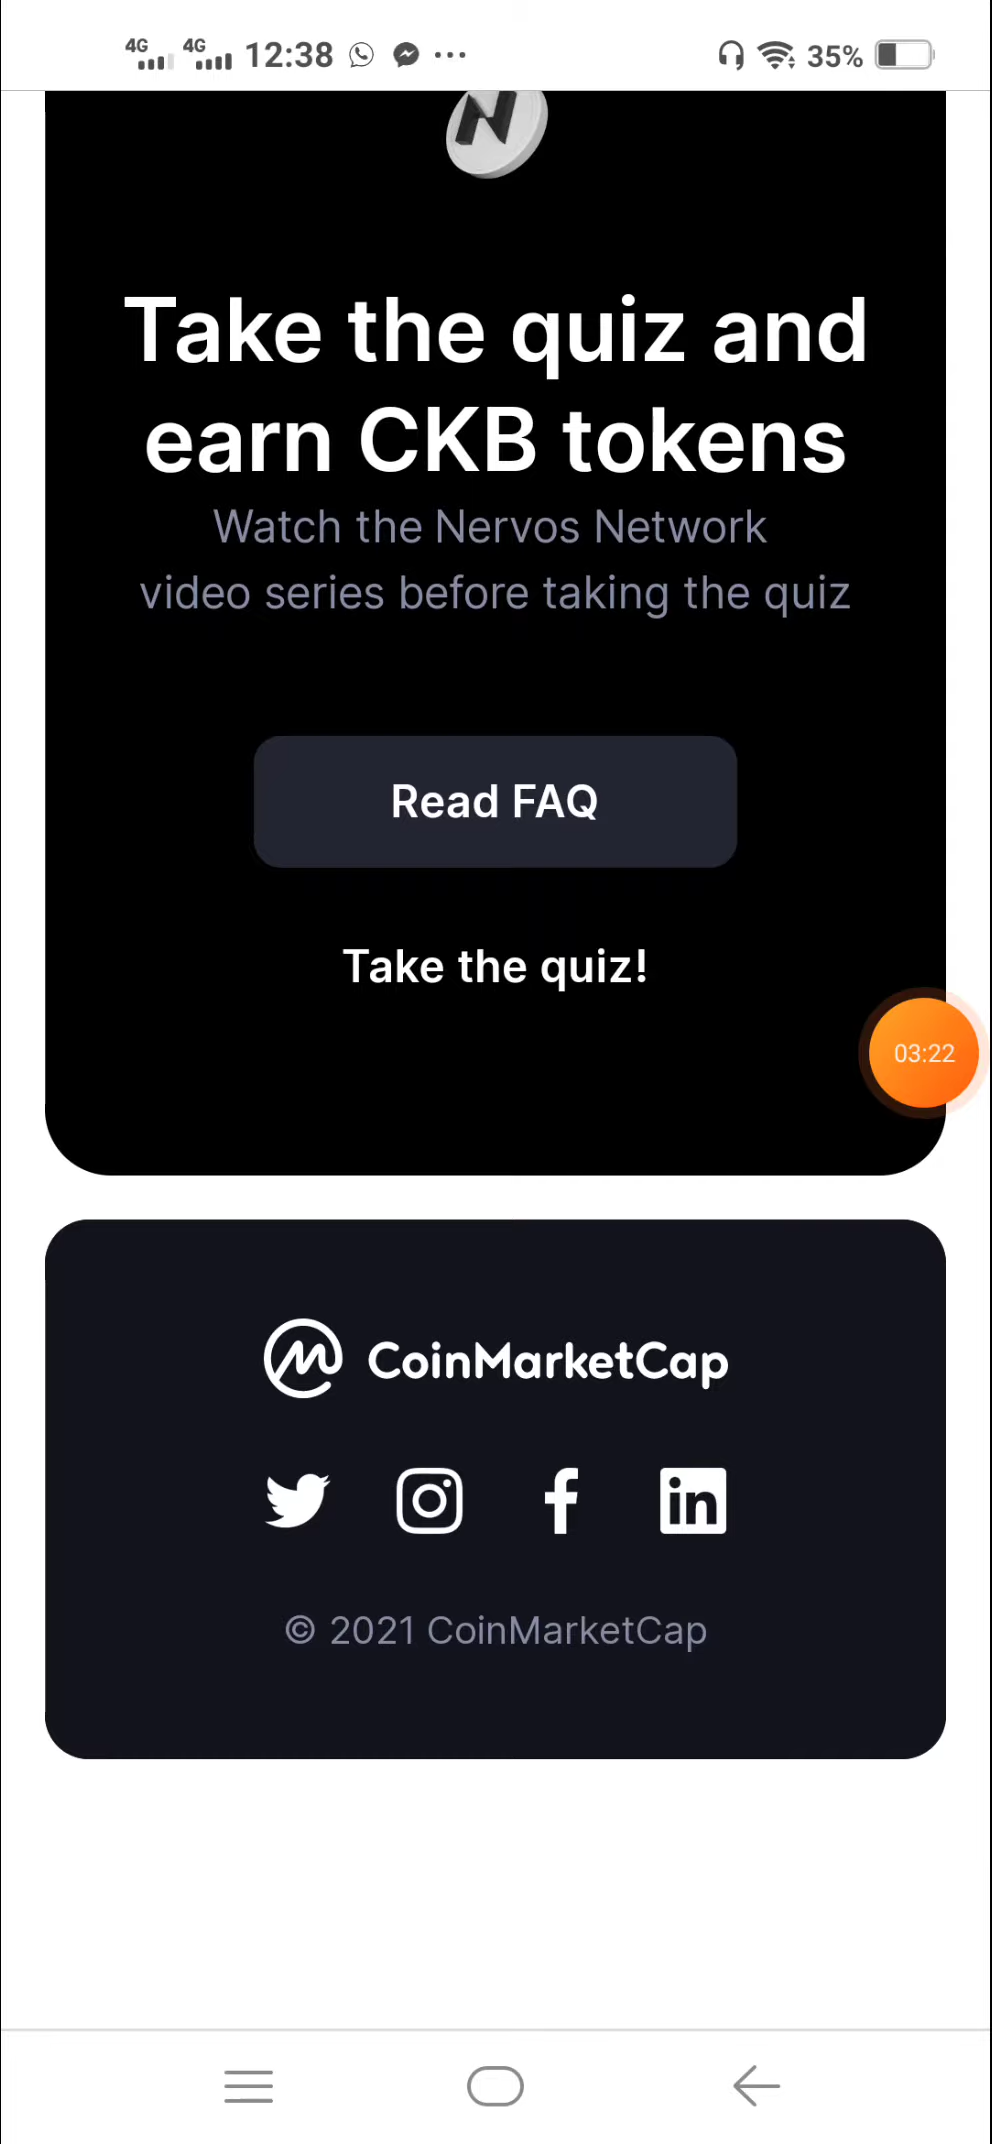 4G 4G 12:38 35%
N
Take the quiz and
earn CKB tokens
Watch the Nervos Network
video series before taking the quiz
Read FAQ
Take the quiz!
03:22
CoinMarketCap
© 2021 CoinMarketCap